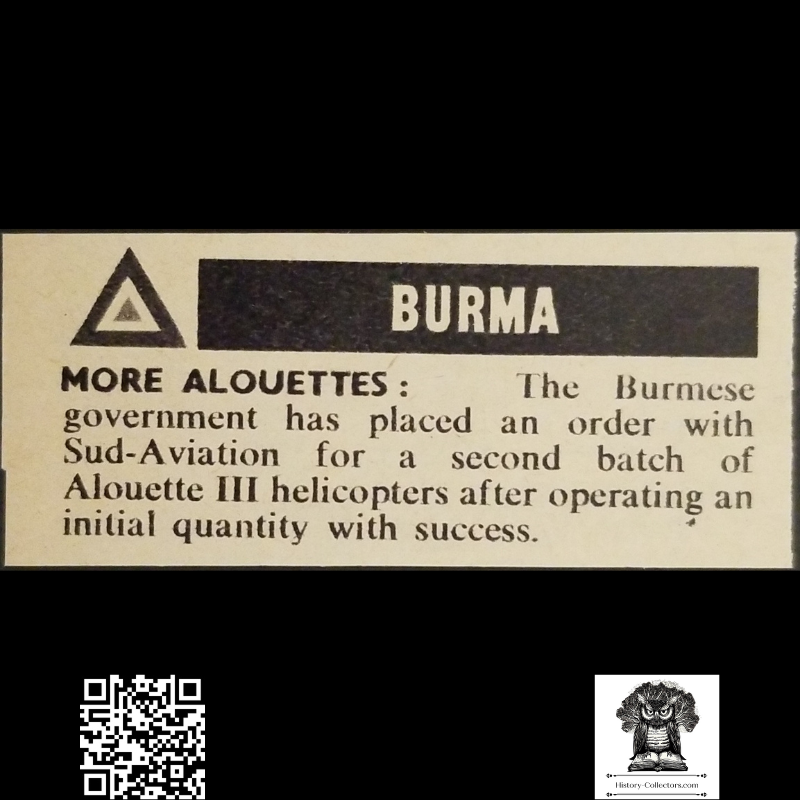 BURMA
MORE ALOUETTES : The Burmese
government has placed an order with
Sud-Aviation for a second batch of
Alouette III helicopters after operating an
initial quantity with success.
History-Collectors.com